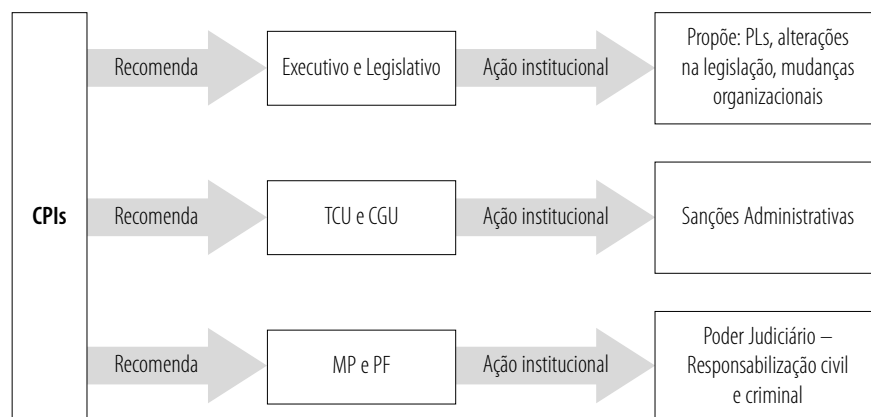 CPIs
Recomenda
Executivo e Legislativo
Ação institucional
Propõe: PLs, alterações
na legislação, mudanças
organizacionais
Recomenda
TCU e CGU
Ação institucional
Sanções Administrativas
Recomenda
MP e PF
Ação institucional
Poder Judiciário –
Responsabilização civil
e criminal